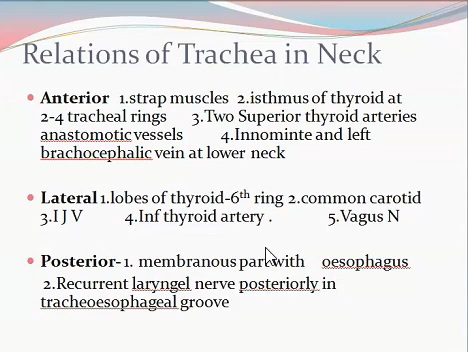 Relations of Trachea in Neck
• Anterior 1.strap muscles 2.isthmus of thyroid at
2-4 tracheal rings 3.Two Superior thyroid arteries
anastomotic vessels 4.Innominte and left
brachocephalic vein at lower neck
• Lateral 1.lobes of thyroid-6th ring 2.common carotid
3.I J V 4.Inf thyroid artery . 5.Vagus N
• Posterior- 1. membranous part with oesophagus
2.Recurrent laryngel nerve posteriorly in
tracheoesophageal groove